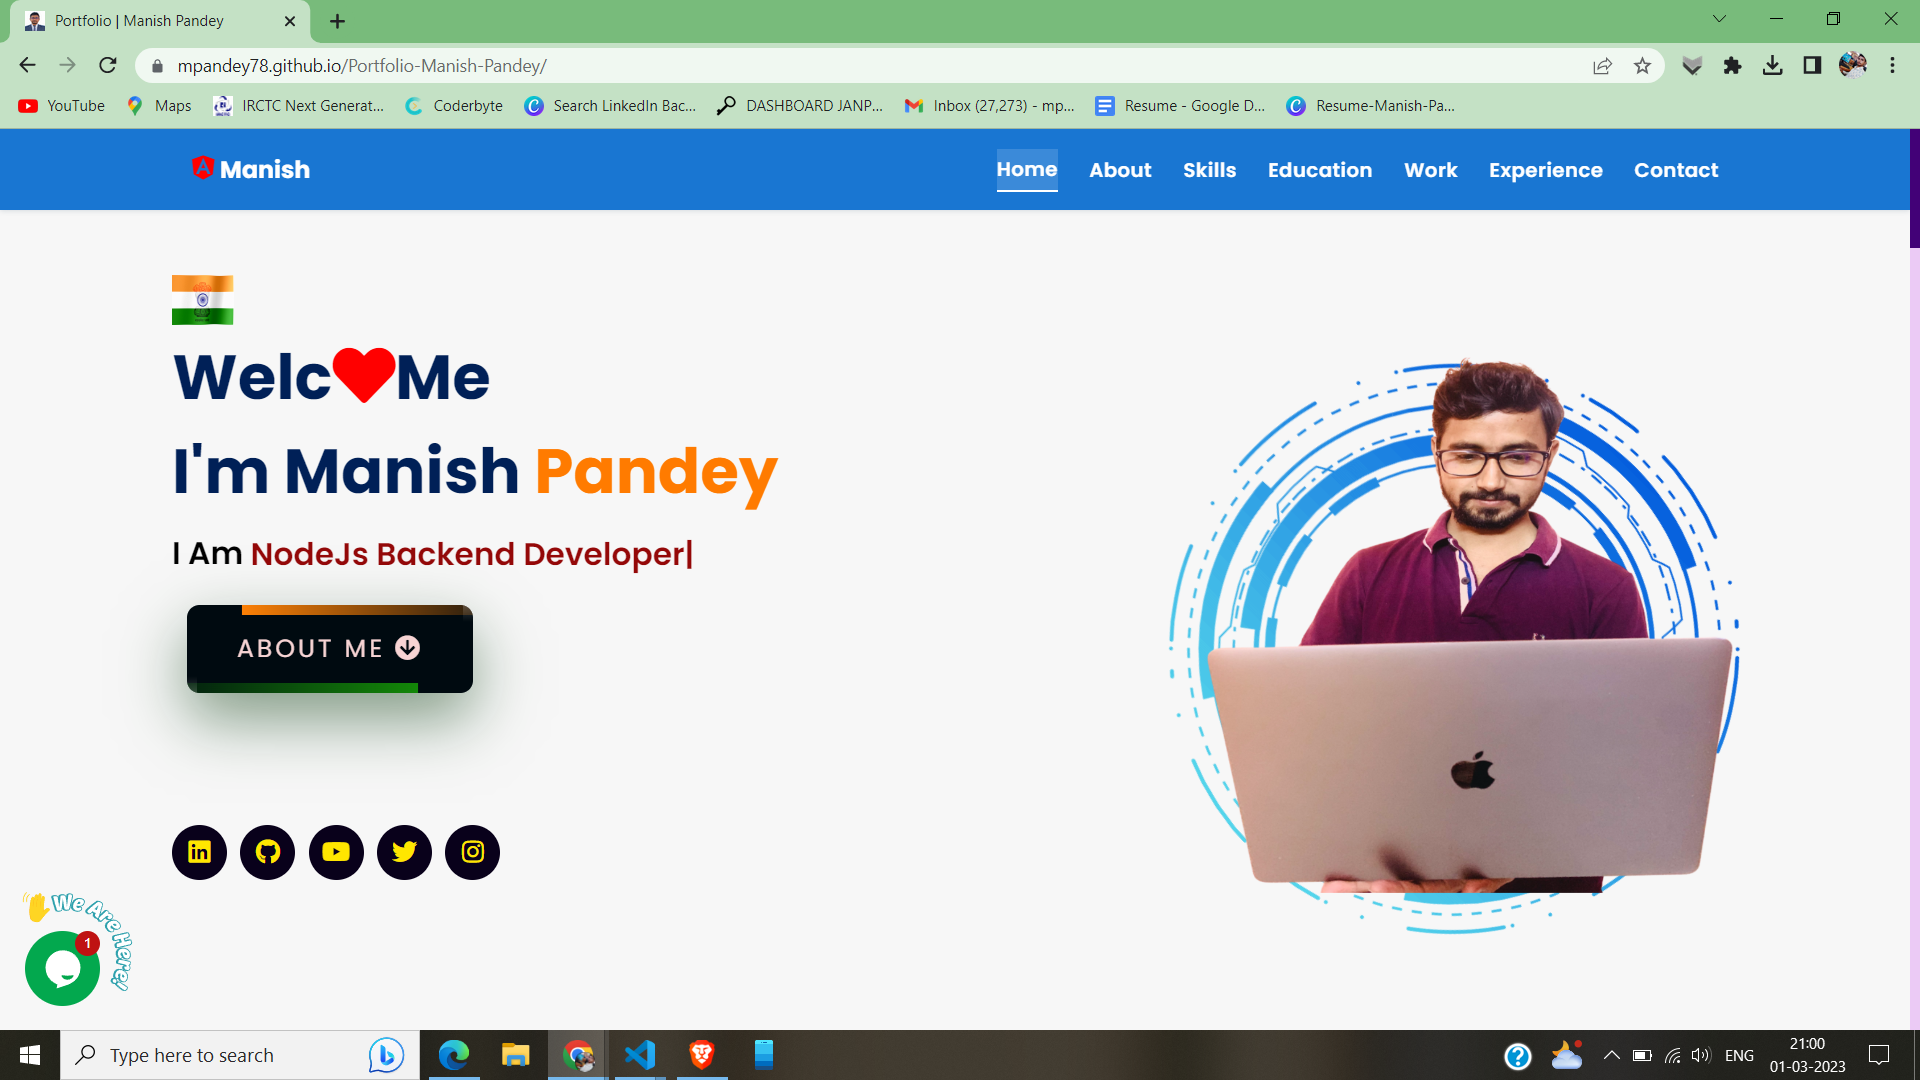 Portfolio | Manish Pandey
mpandey78.github.io/Portfolio-Manish-Pandey/
YouTube
Maps
IRCTC Next Generat...
Coderbyte
Search LinkedIn Bac...
DASHBOARD JANP...
Inbox (27,273) - mp...
Resume - Google D...
Resume-Manish-Pa...
A Manish
Home
About
Skills
Education
Work
Experience
Contact
Welc Me
I'm Manish Pandey
I Am NodeJs Backend Developer|
ABOUT ME
in
We Are Here!
1
Type here to search
ENG
21:00
01-03-2023